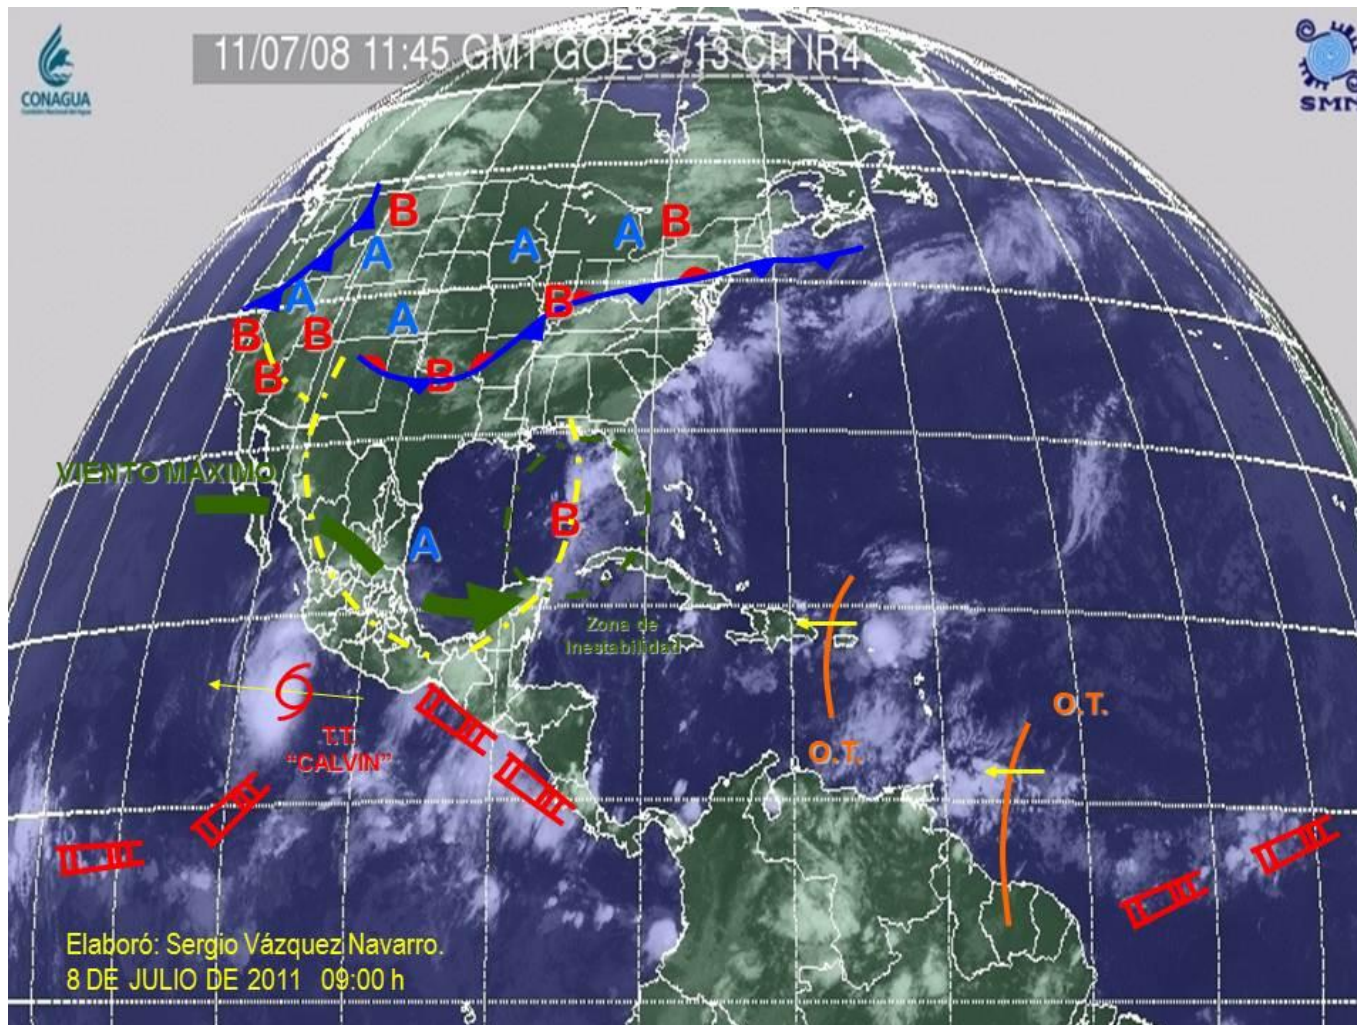 11/07/08 11:45 GMT GOES - 13 CH IR4
CONAGUA
SMN
B
A
A
A
B
A
B
B
B
A
B
B
VIENTO MÁXIMO
B
A
Zona de
Inestabilidad
O.T.
O.T.
T.T.
“CALVIN”
Elaboró: Sergio Vázquez Navarro.
8 DE JULIO DE 2011 09:00 h